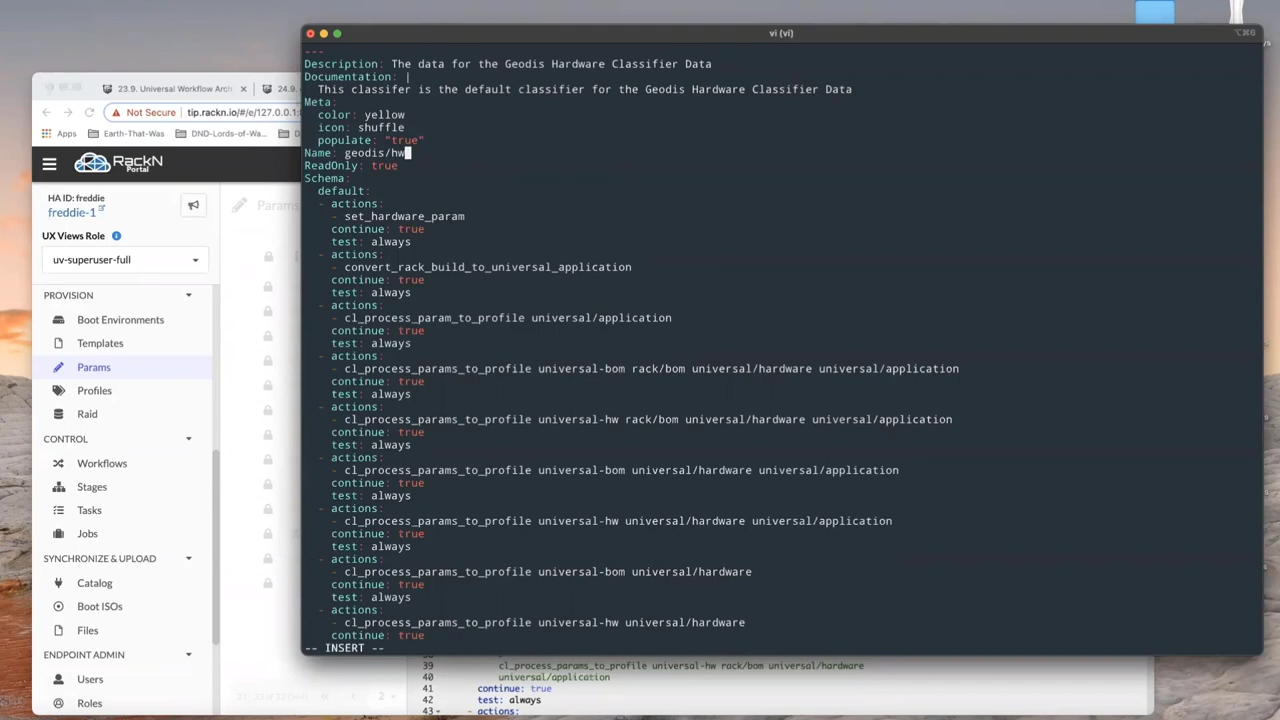 vi (vi)
⌥⌘6
---
Description: The data for the Geodis Hardware Classifier Data
Documentation: |
This classifer is the default classifier for the Geodis Hardware Classifier Data
Meta:
color: yellow
icon: shuffle
populate: "true"
Name: geodis/hw
ReadOnly: true
Schema:
default:
- actions:
- set_hardware_param
continue: true
test: always
- actions:
- convert_rack_build_to_universal_application
continue: true
test: always
- actions:
- cl_process_param_to_profile universal/application
continue: true
test: always
- actions:
- cl_process_params_to_profile universal-bom rack/bom universal/hardware universal/application
continue: true
test: always
- actions:
- cl_process_params_to_profile universal-hw rack/bom universal/hardware universal/application
continue: true
test: always
- actions:
- cl_process_params_to_profile universal-bom universal/hardware universal/application
continue: true
test: always
- actions:
- cl_process_params_to_profile universal-hw universal/hardware universal/application
continue: true
test: always
- actions:
- cl_process_params_to_profile universal-bom universal/hardware
continue: true
test: always
- actions:
- cl_process_params_to_profile universal-hw universal/hardware
continue: true
-- INSERT --
23.9. Universal Workflow Arch
24.9.
Not Secure
tip.rackn.io/#/e/127.0.0.1:
Apps
Earth-That-Was
DND-Lords-of-Wa...
RackN
Portal
HA ID: freddie
freddie-1
UX Views Role
uv-superuser-full
PROVISION
Boot Environments
Templates
Params
Profiles
Raid
CONTROL
Workflows
Stages
Tasks
Jobs
SYNCHRONIZE & UPLOAD
Catalog
Boot ISOs
Files
ENDPOINT ADMIN
Users
Roles
Params
2
39 cl_process_params_to_profile universal-hw rack/bom universal/hardware
40 universal/application
41 continue: true
42 test: always
43 - actions: